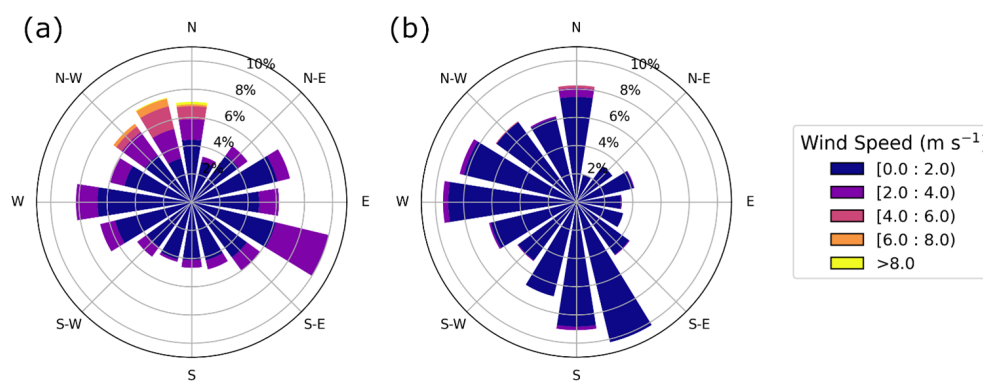 (a)
N
N-E
E
S-E
S
S-W
W
N-W
10%
8%
6%
4%
2%
(b)
N
N-E
E
S-E
S
S-W
W
N-W
10%
8%
6%
4%
2%
Wind Speed (m s⁻¹)
[0.0 : 2.0)
[2.0 : 4.0)
[4.0 : 6.0)
[6.0 : 8.0)
>8.0